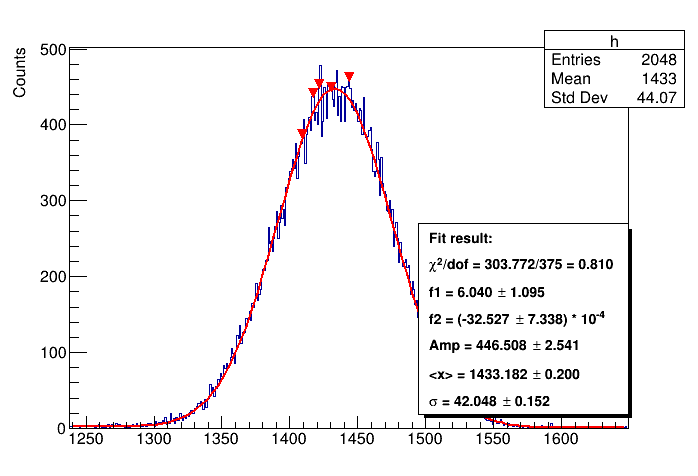 h
Entries 2048
Mean 1433
Std Dev 44.07
Counts
500
400
300
200
100
0
Fit result:
χ²/dof = 303.772/375 = 0.810
f1 = 6.040 ± 1.095
f2 = (-32.527 ± 7.338) * 10⁻⁴
Amp = 446.508 ± 2.541
<x> = 1433.182 ± 0.200
σ = 42.048 ± 0.152
1250 1300 1350 1400 1450 1500 1550 1600